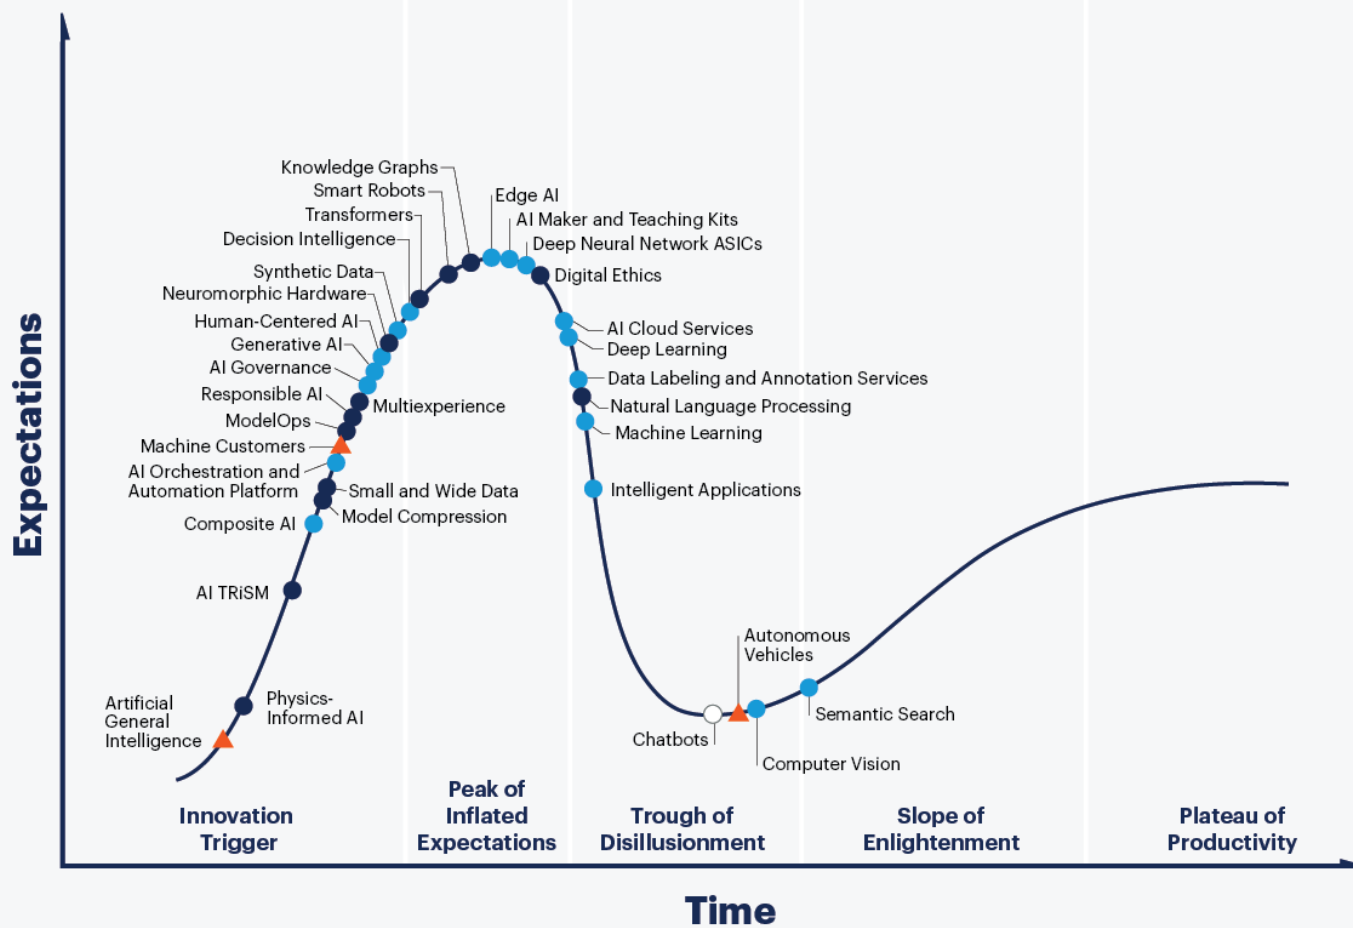 Expectations
Knowledge Graphs
Smart Robots
Transformers
Decision Intelligence
Synthetic Data
Neuromorphic Hardware
Human-Centered AI
Generative AI
AI Governance
Responsible AI
Multiexperience
ModelOps
Machine Customers
AI Orchestration and
Automation Platform
Small and Wide Data
Model Compression
Composite AI
AI TRiSM
Physics-
Informed AI
Artificial
General
Intelligence
Edge AI
AI Maker and Teaching Kits
Deep Neural Network ASICs
Digital Ethics
AI Cloud Services
Deep Learning
Data Labeling and Annotation Services
Natural Language Processing
Machine Learning
Intelligent Applications
Autonomous
Vehicles
Chatbots
Computer Vision
Semantic Search
Innovation
Trigger
Peak of
Inflated
Expectations
Trough of
Disillusionment
Slope of
Enlightenment
Plateau of
Productivity
Time